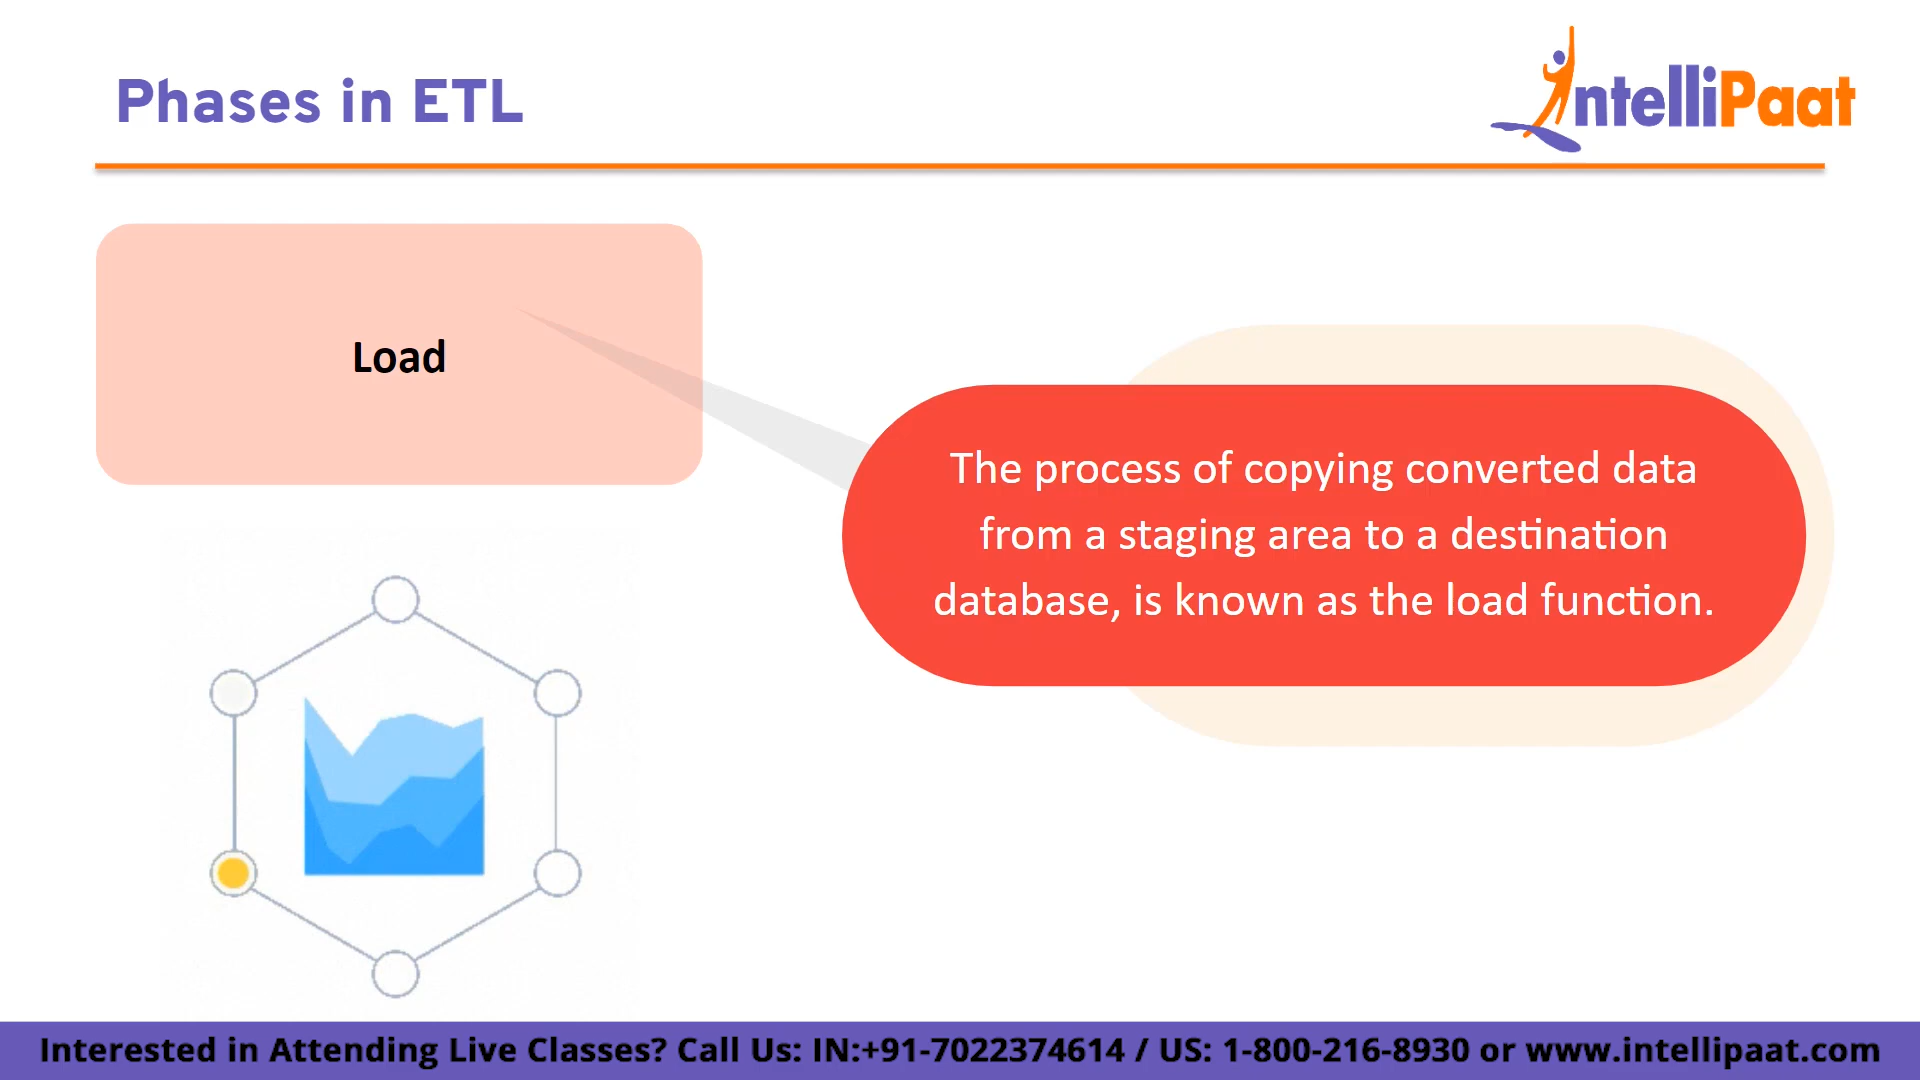 Phases in ETL
IntelliPaat
Load
The process of copying converted data
from a staging area to a destination
database, is known as the load function.
Interested in Attending Live Classes? Call Us: IN:+91-7022374614 / US: 1-800-216-8930 or www.intellipaat.com